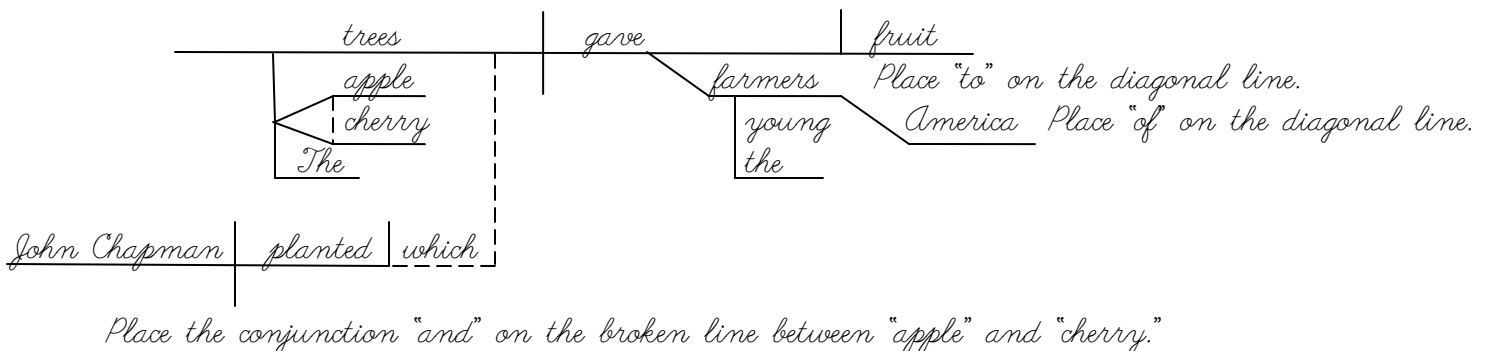 trees gave fruit
apple farmers Place "to" on the diagonal line.
cherry young America Place "of" on the diagonal line.
The the
John Chapman planted which
Place the conjunction "and" on the broken line between "apple" and "cherry."